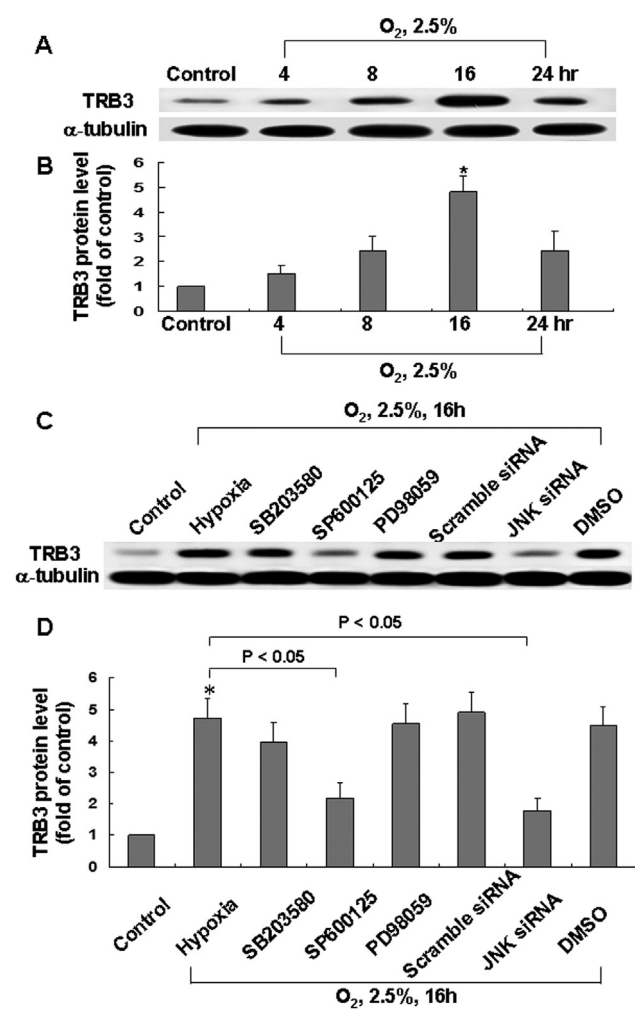 A
O2, 2.5%
Control 4 8 16 24 hr
TRB3
α-tubulin
B
TRB3 protein level
(fold of control)
6
5
4
3
2
1
0
*
Control 4 8 16 24 hr
O2, 2.5%
C
O2, 2.5%, 16h
Control Hypoxia SB203580 SP600125 PD98059 Scramble siRNA JNK siRNA DMSO
TRB3
α-tubulin
D
P < 0.05
P < 0.05
TRB3 protein level
(fold of control)
6
5
4
3
2
1
0
*
Control Hypoxia SB203580 SP600125 PD98059 Scramble siRNA JNK siRNA DMSO
O2, 2.5%, 16h